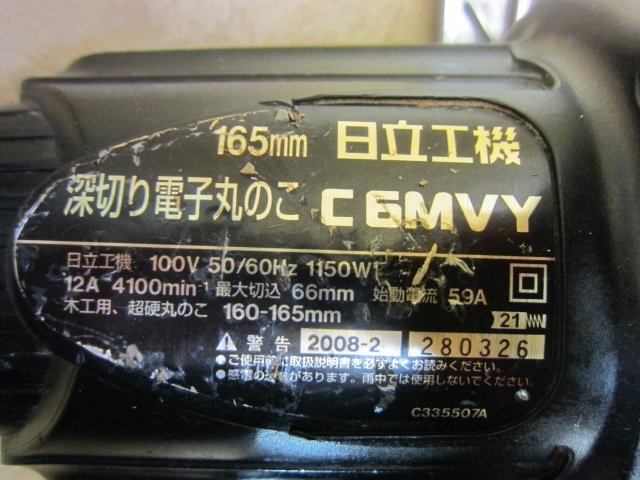 165mm 日立工機
深切り電子丸のこ C6MVY
日立工機 100V 50/60Hz 1150W
12A 4100min⁻¹ 最大切込 66mm 始動電流 59A
木工用、超硬丸のこ 160-165mm
21
警告 2008-2 280326
●ご使用前に取扱説明書を必ずよくお読みください。
●感電の があります。雨中では使用しないでください。
C335507A